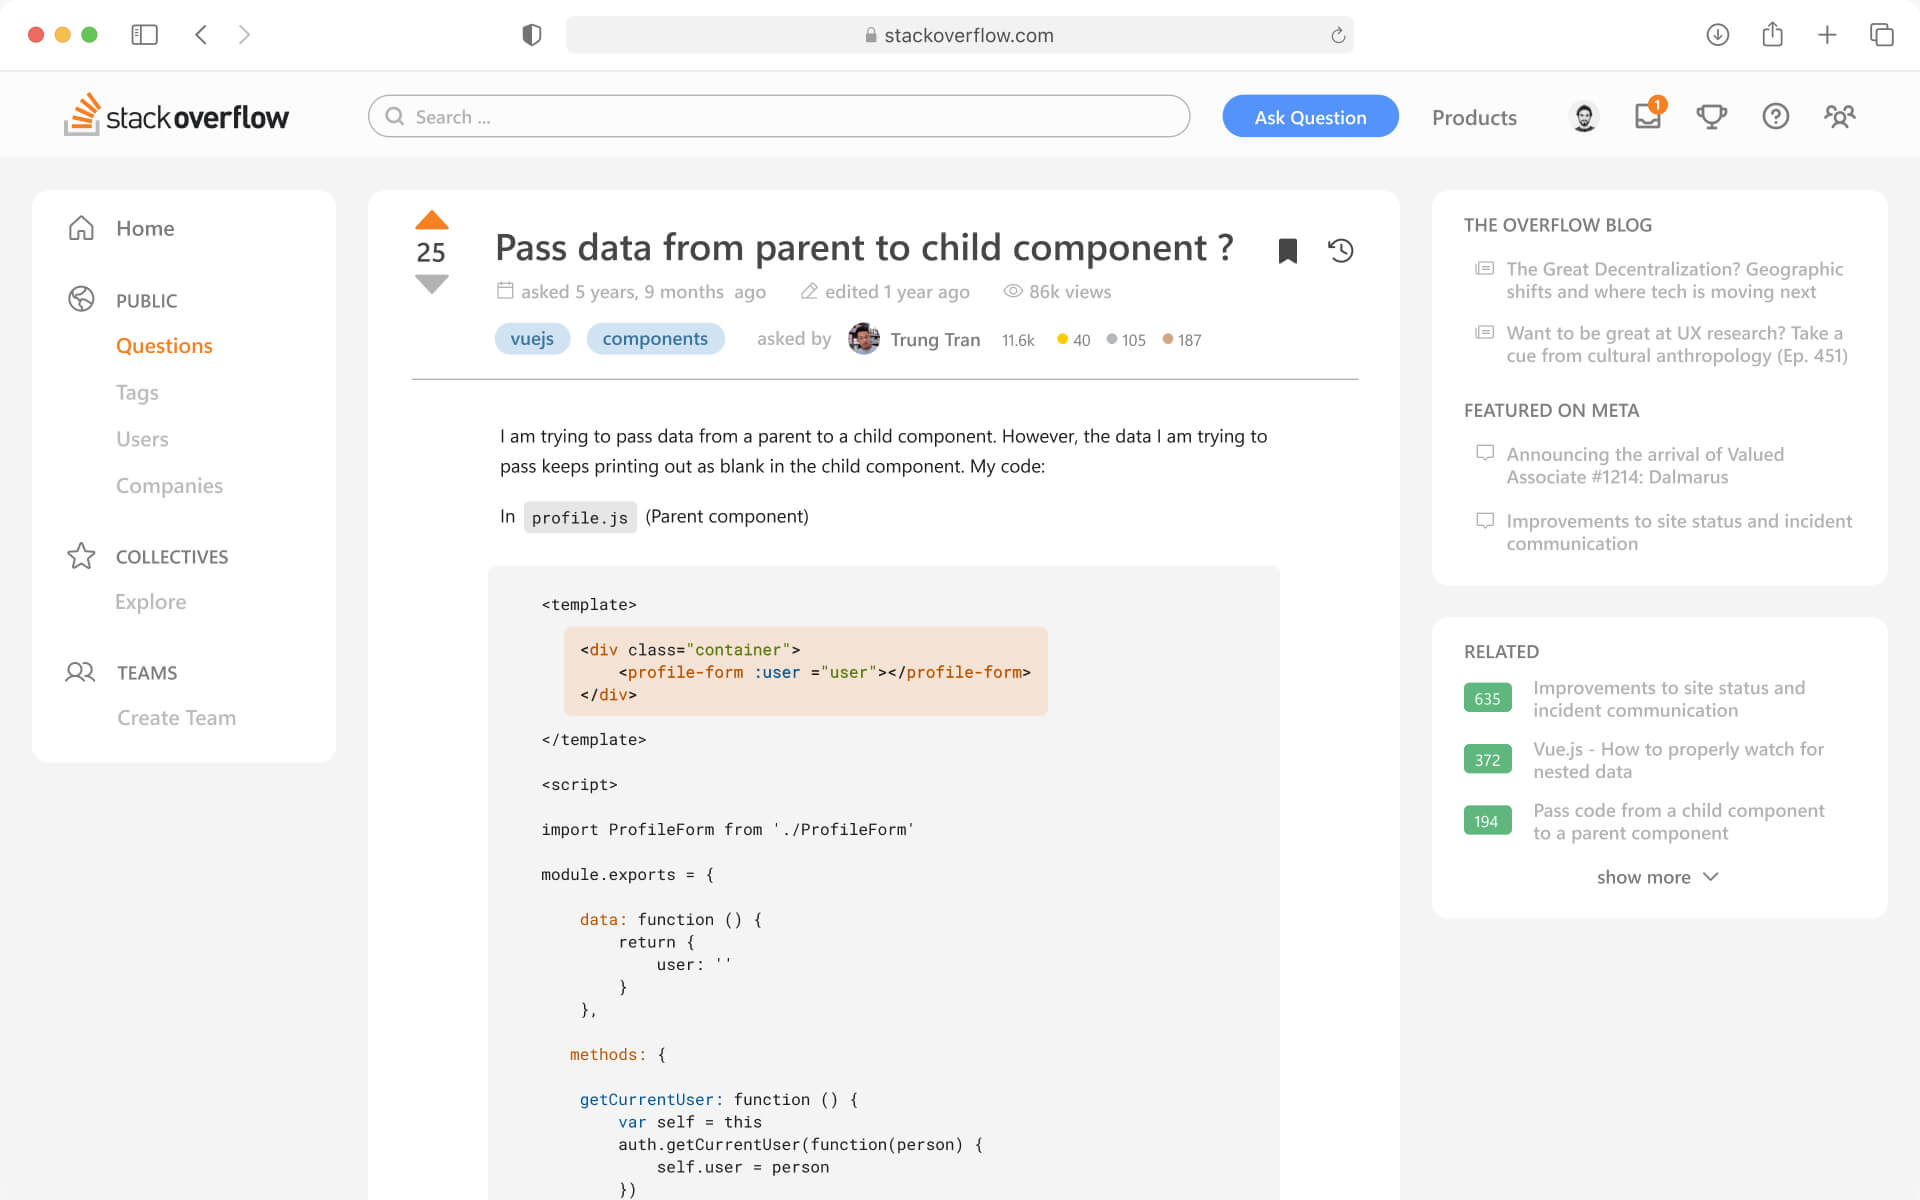 stackoverflow.com
stackoverflow
Search ...
Ask Question
Products
1
Home
PUBLIC
Questions
Tags
Users
Companies
COLLECTIVES
Explore
TEAMS
Create Team
25
Pass data from parent to child component ?
asked 5 years, 9 months ago
edited 1 year ago
86k views
vuejs
components
asked by
Trung Tran
11.6k
40
105
187
I am trying to pass data from a parent to a child component. However, the data I am trying to
pass keeps printing out as blank in the child component. My code:
In profile.js (Parent component)
<template>
<div class="container">
<profile-form :user ="user"></profile-form>
</div>
</template>
<script>
import ProfileForm from './ProfileForm'
module.exports = {
data: function () {
return {
user: ''
}
},
methods: {
getCurrentUser: function () {
var self = this
auth.getCurrentUser(function(person) {
self.user = person
})
THE OVERFLOW BLOG
The Great Decentralization? Geographic
shifts and where tech is moving next
Want to be great at UX research? Take a
cue from cultural anthropology (Ep. 451)
FEATURED ON META
Announcing the arrival of Valued
Associate #1214: Dalmarus
Improvements to site status and incident
communication
RELATED
635
Improvements to site status and
incident communication
372
Vue.js - How to properly watch for
nested data
194
Pass code from a child component
to a parent component
show more